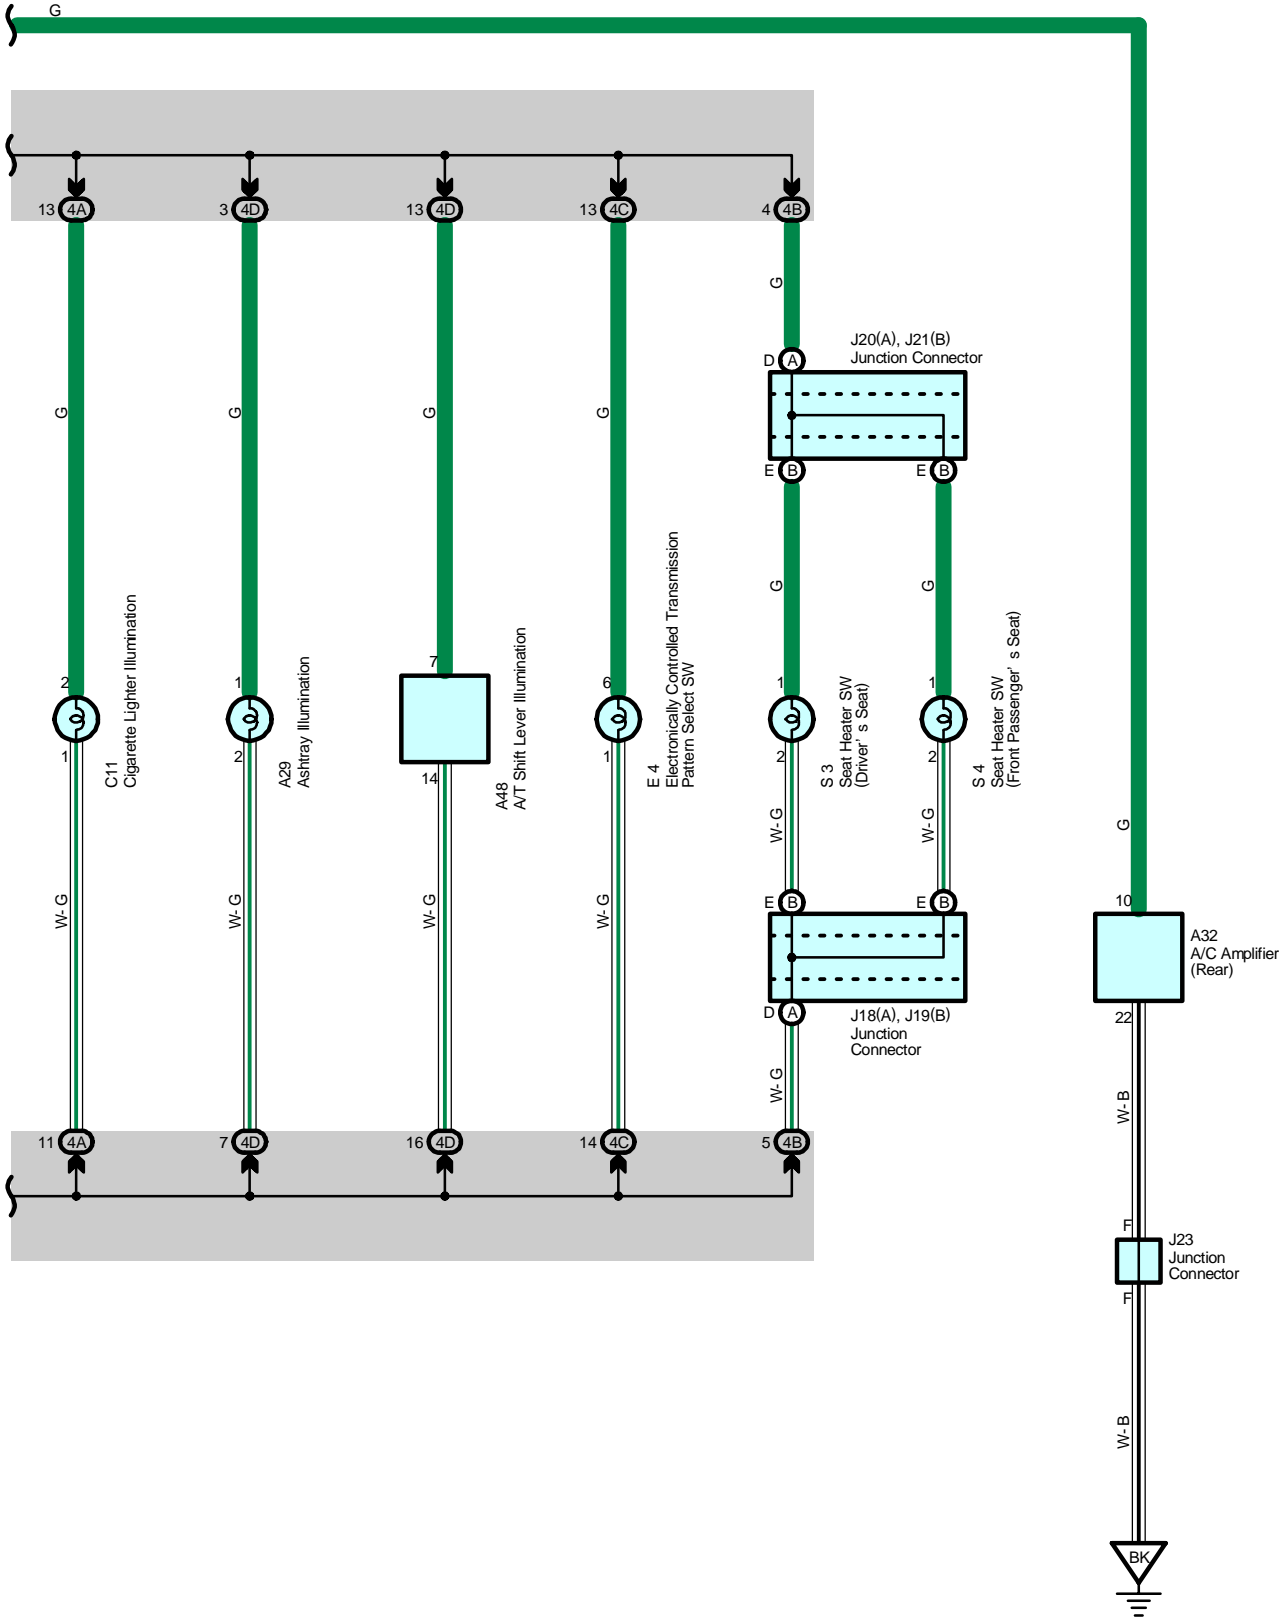 G
13 4A
3 4D
13 4D
13 4C
4 4B
G
J20(A), J21(B)
Junction Connector
D A
G
G
G
G
E B
E B
G
G
2
1
7
6
1
1
C11
Cigarette Lighter Illumination
A29
Ashtray Illumination
A48
A/T Shift Lever Illumination
E 4
Electronically Controlled Transmission
Pattern Select SW
S 3
Seat Heater SW
(Driver' s Seat)
S 4
Seat Heater SW
(Front Passenger' s Seat)
1
2
14
1
2
2
W- G
W- G
G
W- G
W- G
W- G
W- G
E B
E B
10
A32
A/C Amplifier
(Rear)
D A
J18(A), J19(B)
Junction
Connector
22
W- G
W- B
11 4A
7 4D
16 4D
14 4C
5 4B
F
J23
Junction
Connector
F
W- B
BK